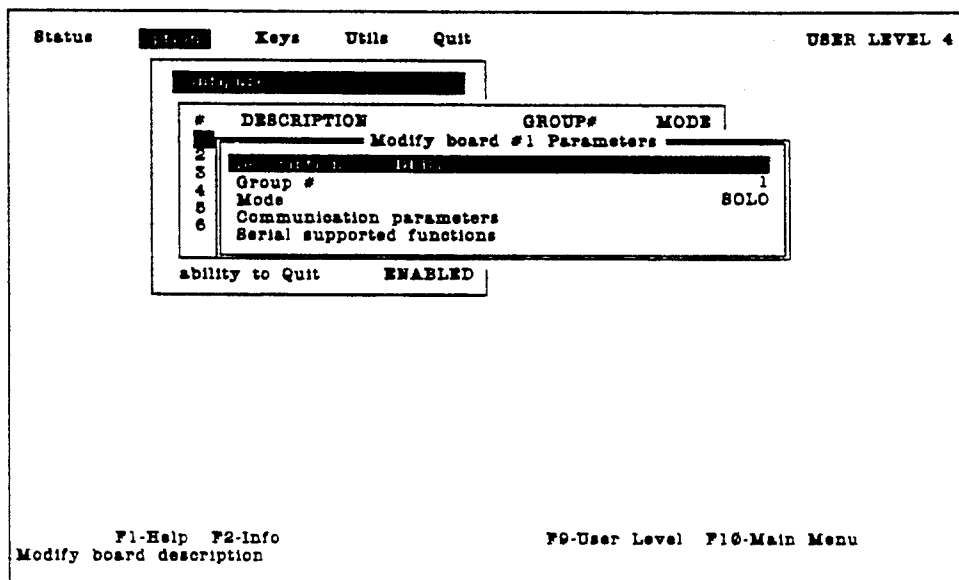 Status Keys Utils Quit USER LEVEL 4
# DESCRIPTION GROUP# MODE
Modify board #1 Parameters
2
3
Group # 1
4
Mode SOLO
5
Communication parameters
6
Serial supported functions
ability to Quit ENABLED
F1-Help F2-Info F9-User Level F10-Main Menu
Modify board description